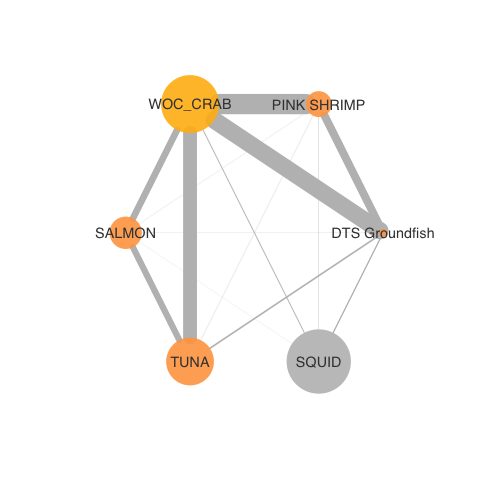 WOC_CRAB
PINK SHRIMP
SALMON
DTS Groundfish
TUNA
SQUID